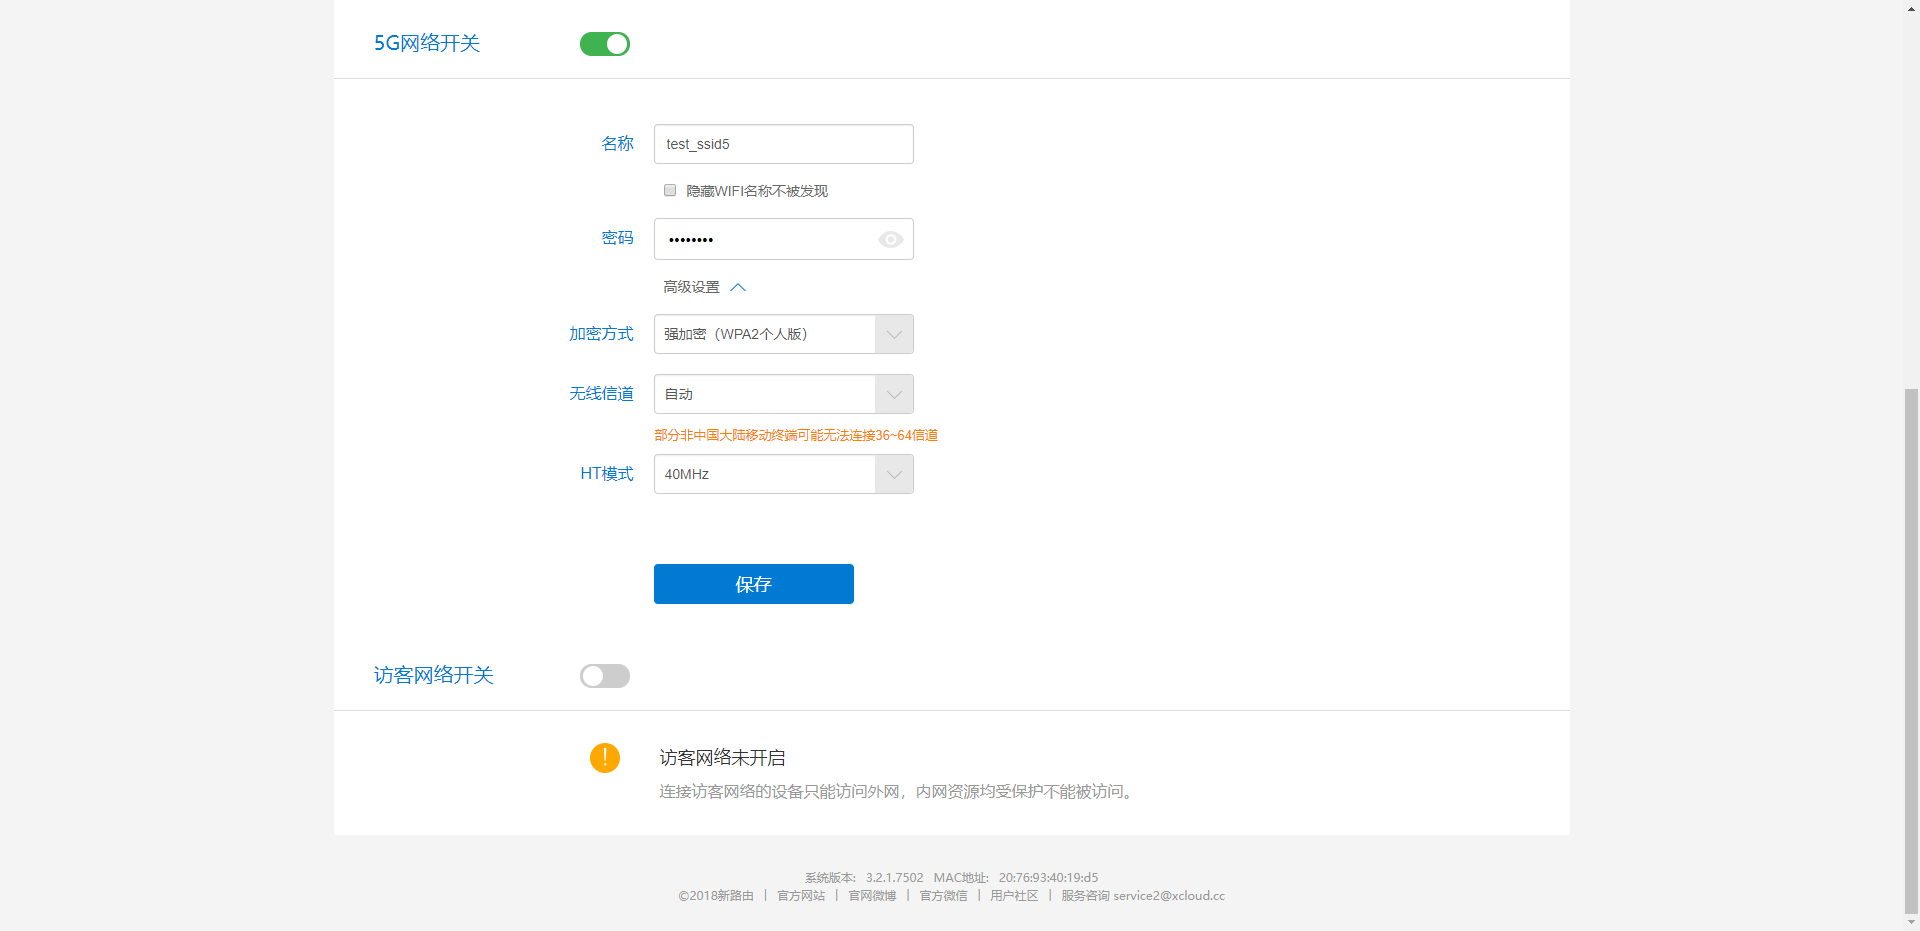 5G网络开关
名称 test_ssid5
隐藏WIFI名称不被发现
密码 ••••••••
高级设置
加密方式 强加密（WPA2个人版）
无线信道 自动
部分非中国大陆移动终端可能无法连接36~64信道
HT模式 40MHz
保存
访客网络开关
! 访客网络未开启
连接访客网络的设备只能访问外网，内网资源均受保护不能被访问。
系统版本: 3.2.1.7502 MAC地址: 20:76:93:40:19:d5
©2018新路由 | 官方网站 | 官网微博 | 官方微信 | 用户社区 | 服务咨询 service2@xcloud.cc